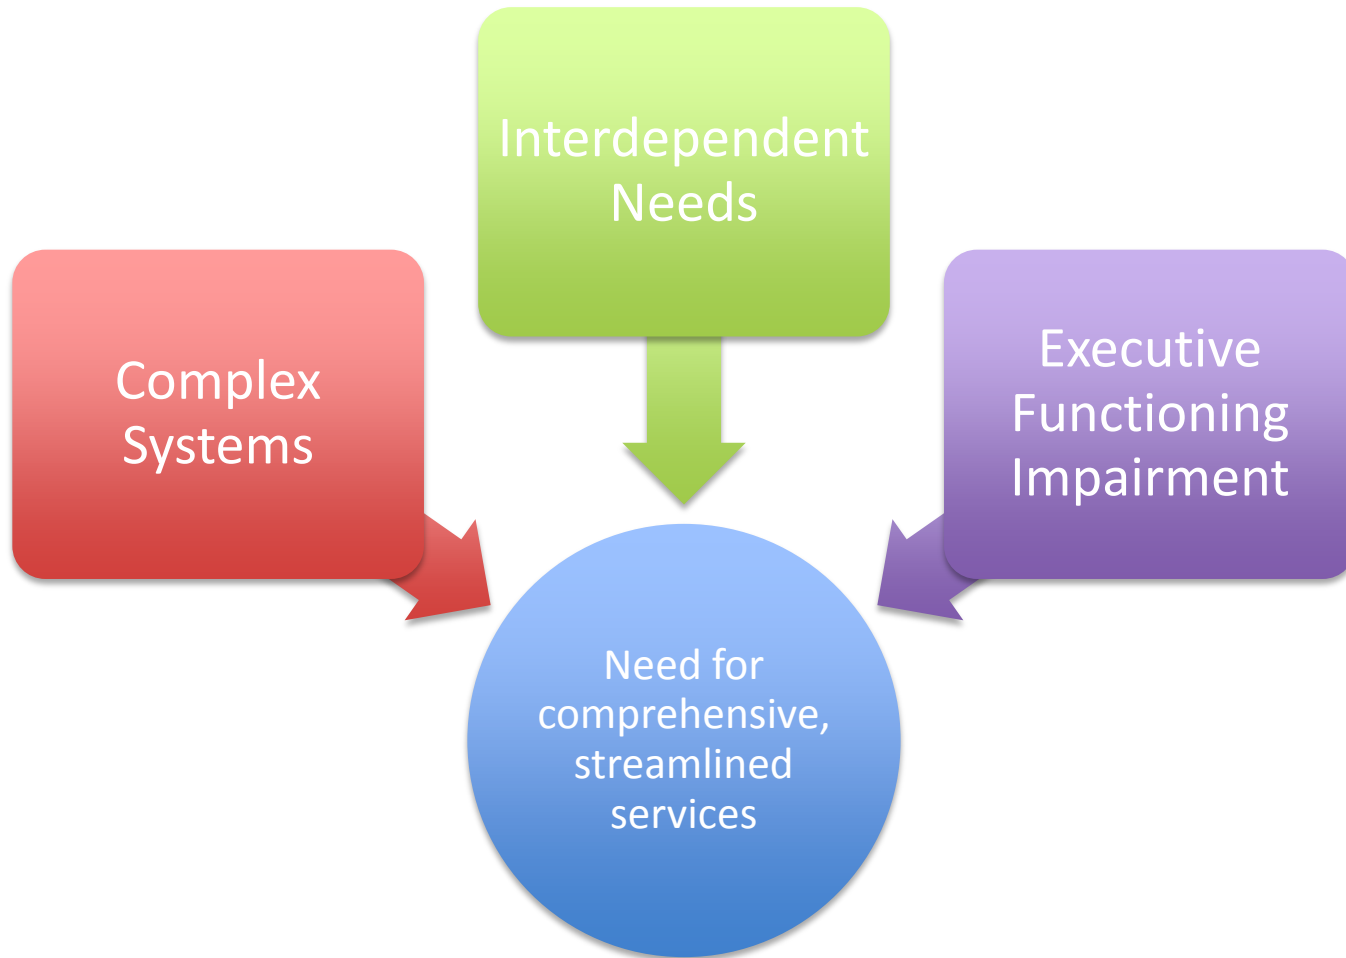 Interdependent
Needs
Complex
Systems
Executive
Functioning
Impairment
Need for
comprehensive,
streamlined
services